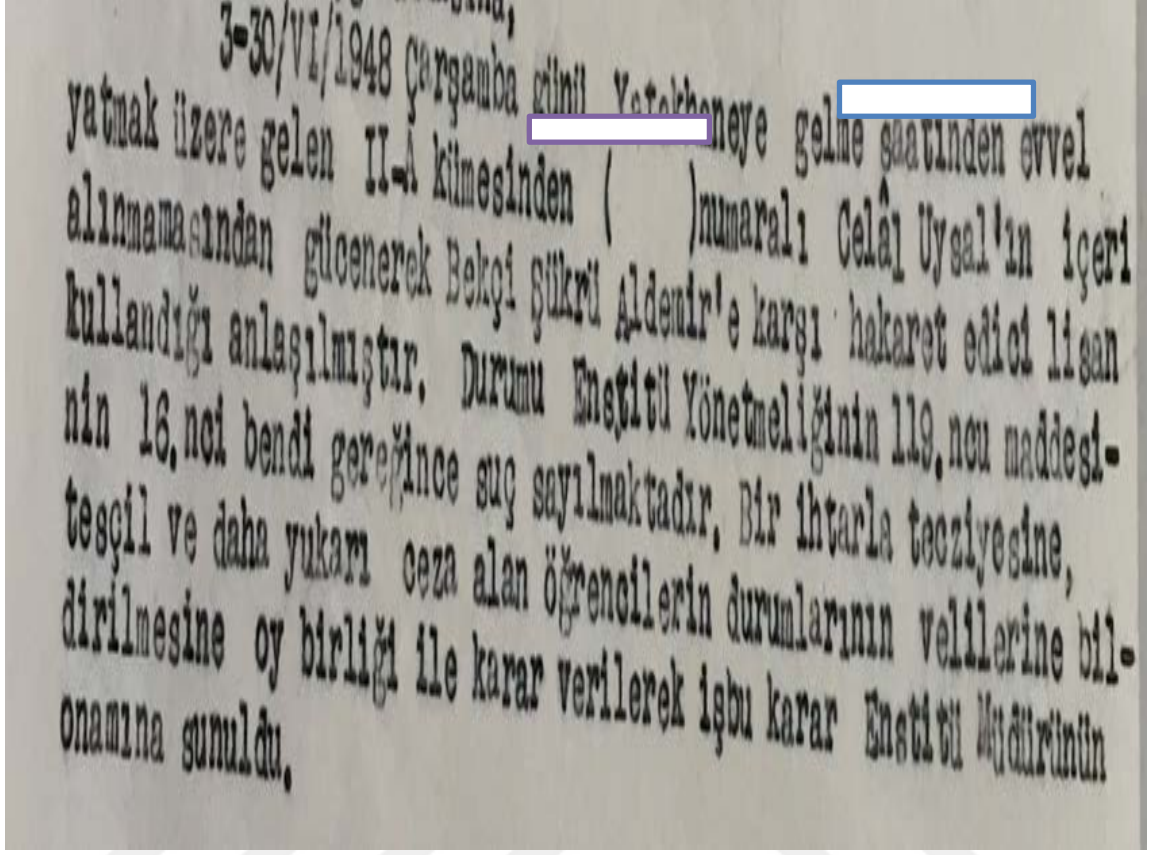 3-30/VI/1948 Çarşamba günü Yatakhaneye gelme saatinden evvel
yatmak üzere gelen II-A kümesinden ( )numaralı Celâl Uysal'ın içeri
alınmamasından gücenerek Bekçi Şükrü Aldemir'e karşı hakaret edici lisan
kullandığı anlaşılmıştır. Durumu Enstitü Yönetmeliğinin 119.ncu maddesi-
nin 16.nci bendi gereğince suç sayılmaktadır. Bir ihtarla tecziyesine,
tesçil ve daha yukarı ceza alan öğrencilerin durumlarının velilerine bil-
dirilmesine oy birliği ile karar verilerek işbu karar Enstitü Müdürünün
onamına sunuldu.